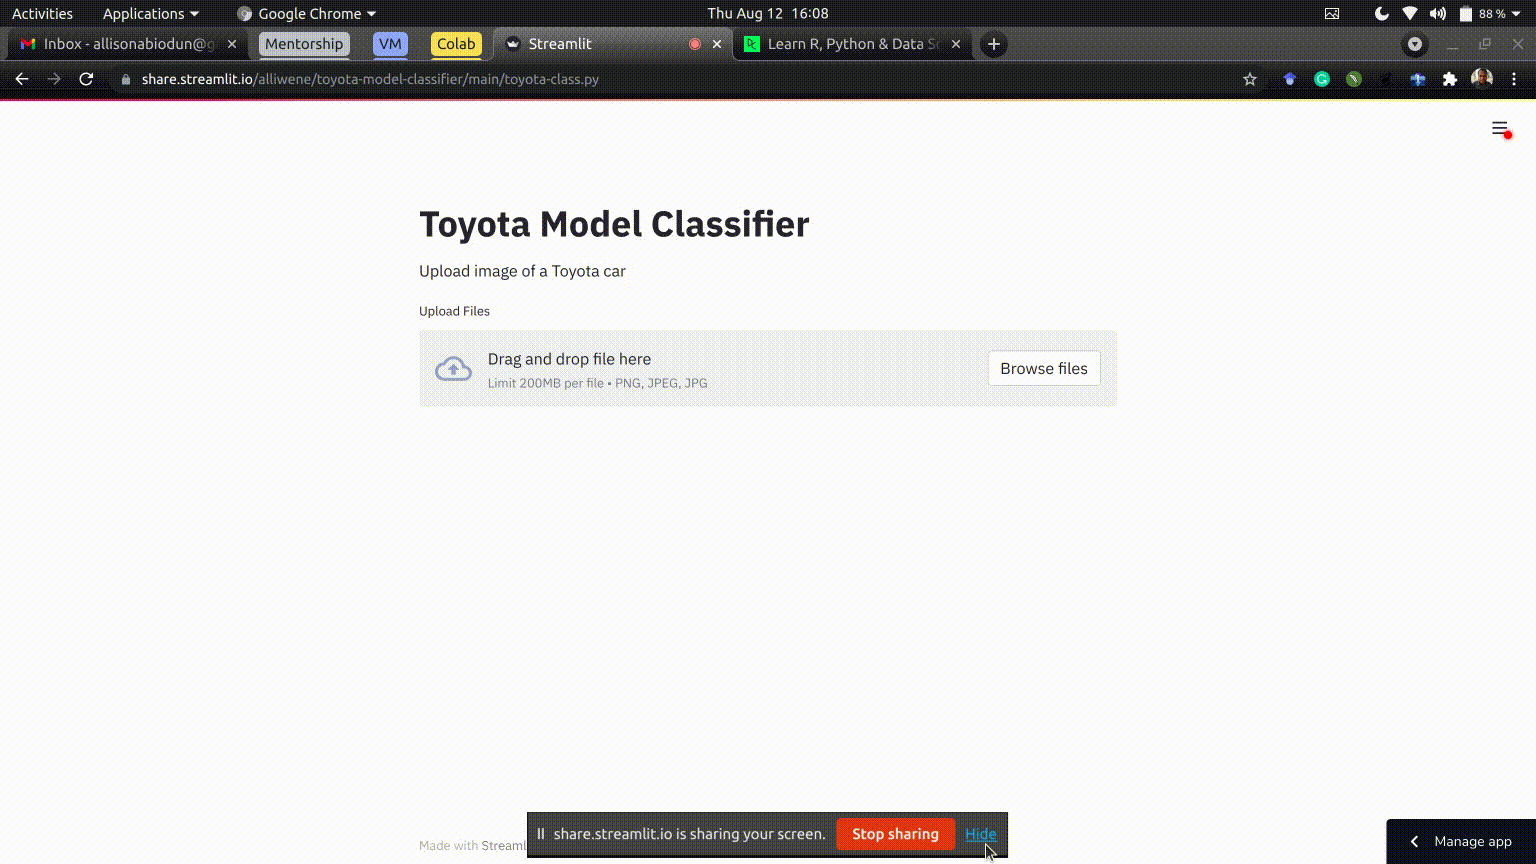 Activities Applications Google Chrome Thu Aug 12 16:08 88 %
Inbox - allisonabiodun@g Mentorship VM Colab Streamlit Learn R, Python & Data Sc
share.streamlit.io/alliwene/toyota-model-classifier/main/toyota-class.py
Toyota Model Classifier
Upload image of a Toyota car
Upload Files
Drag and drop file here
Limit 200MB per file • PNG, JPEG, JPG
Browse files
share.streamlit.io is sharing your screen. Stop sharing Hide
Made with Streaml
Manage app